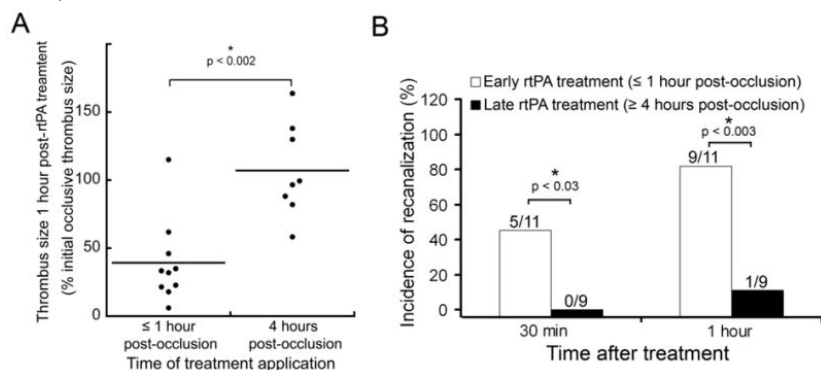 A
Thrombus size 1 hour post-rtPA treamtent
(% initial occlusive thrombus size)
150
100
50
0
*
p < 0.002
≤ 1 hour
post-occlusion
4 hours
post-occlusion
Time of treatment application
B
Early rtPA treatment (≤ 1 hour post-occlusion)
Late rtPA treatment (≥ 4 hours post-occlusion)
Incidence of recanalization (%)
120
100
80
60
40
20
0
*
p < 0.03
5/11
0/9
*
p < 0.003
9/11
1/9
30 min
1 hour
Time after treatment